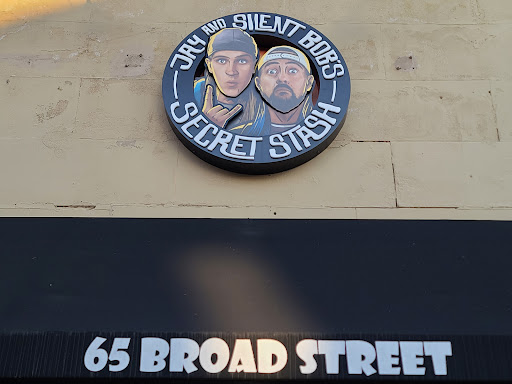 JAY AND SILENT BOB'S
SECRET STASH
65 BROAD STREET